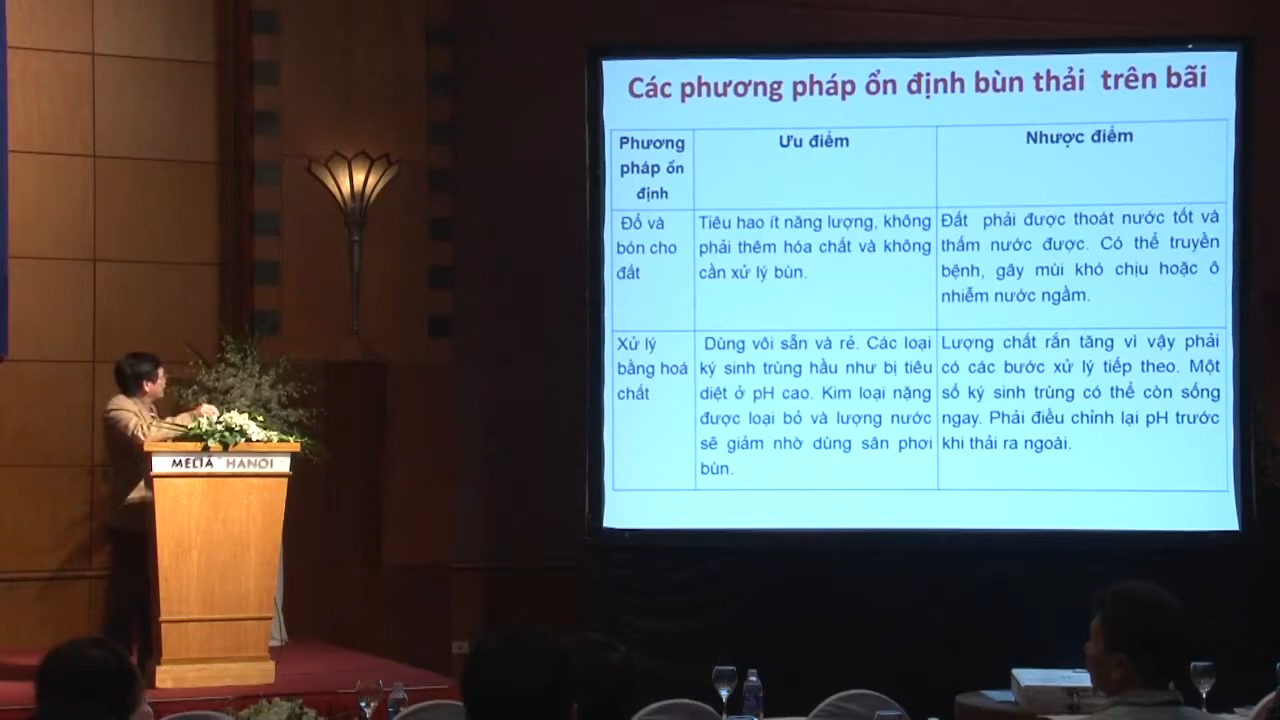 Các phương pháp ổn định bùn thải trên bãi
Phương
pháp ổn
định
Ưu điểm
Nhược điểm
Đổ và
bón cho
đất
Tiêu hao ít năng lượng, không
phải thêm hóa chất và không
cần xử lý bùn.
Đất phải được thoát nước tốt và
thấm nước được. Có thể truyền
bệnh, gây mùi khó chịu hoặc ô
nhiễm nước ngầm.
Xử lý
bằng hoá
chất
Dùng vôi sẵn và rẻ. Các loại
ký sinh trùng hầu như bị tiêu
diệt ở pH cao. Kim loại nặng
được loại bỏ và lượng nước
sẽ giảm nhờ dùng sân phơi
bùn.
Lượng chất rắn tăng vì vậy phải
có các bước xử lý tiếp theo. Một
số ký sinh trùng có thể còn sống
ngay. Phải điều chỉnh lại pH trước
khi thải ra ngoài.
MELIÃ HANOI